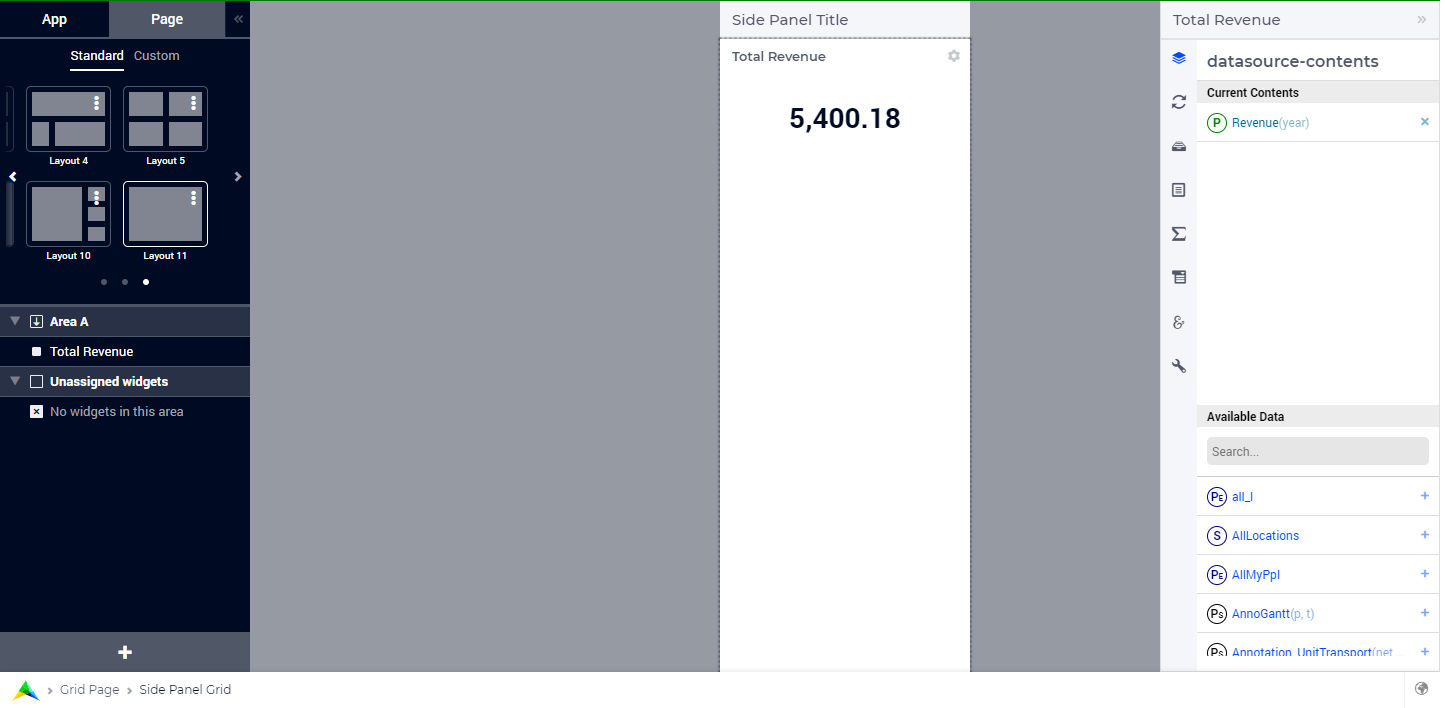 App
Page
«
Standard
Custom
Layout 4
Layout 5
Layout 10
Layout 11
Area A
Total Revenue
Unassigned widgets
No widgets in this area
Grid Page
Side Panel Grid
Side Panel Title
Total Revenue
5,400.18
Total Revenue
»
datasource-contents
Current Contents
P Revenue(year)
Available Data
Search...
PE all_l
S AllLocations
PE AllMyPpl
PS AnnoGantt(p, t)
PS Annotation_UnitTransport(net...